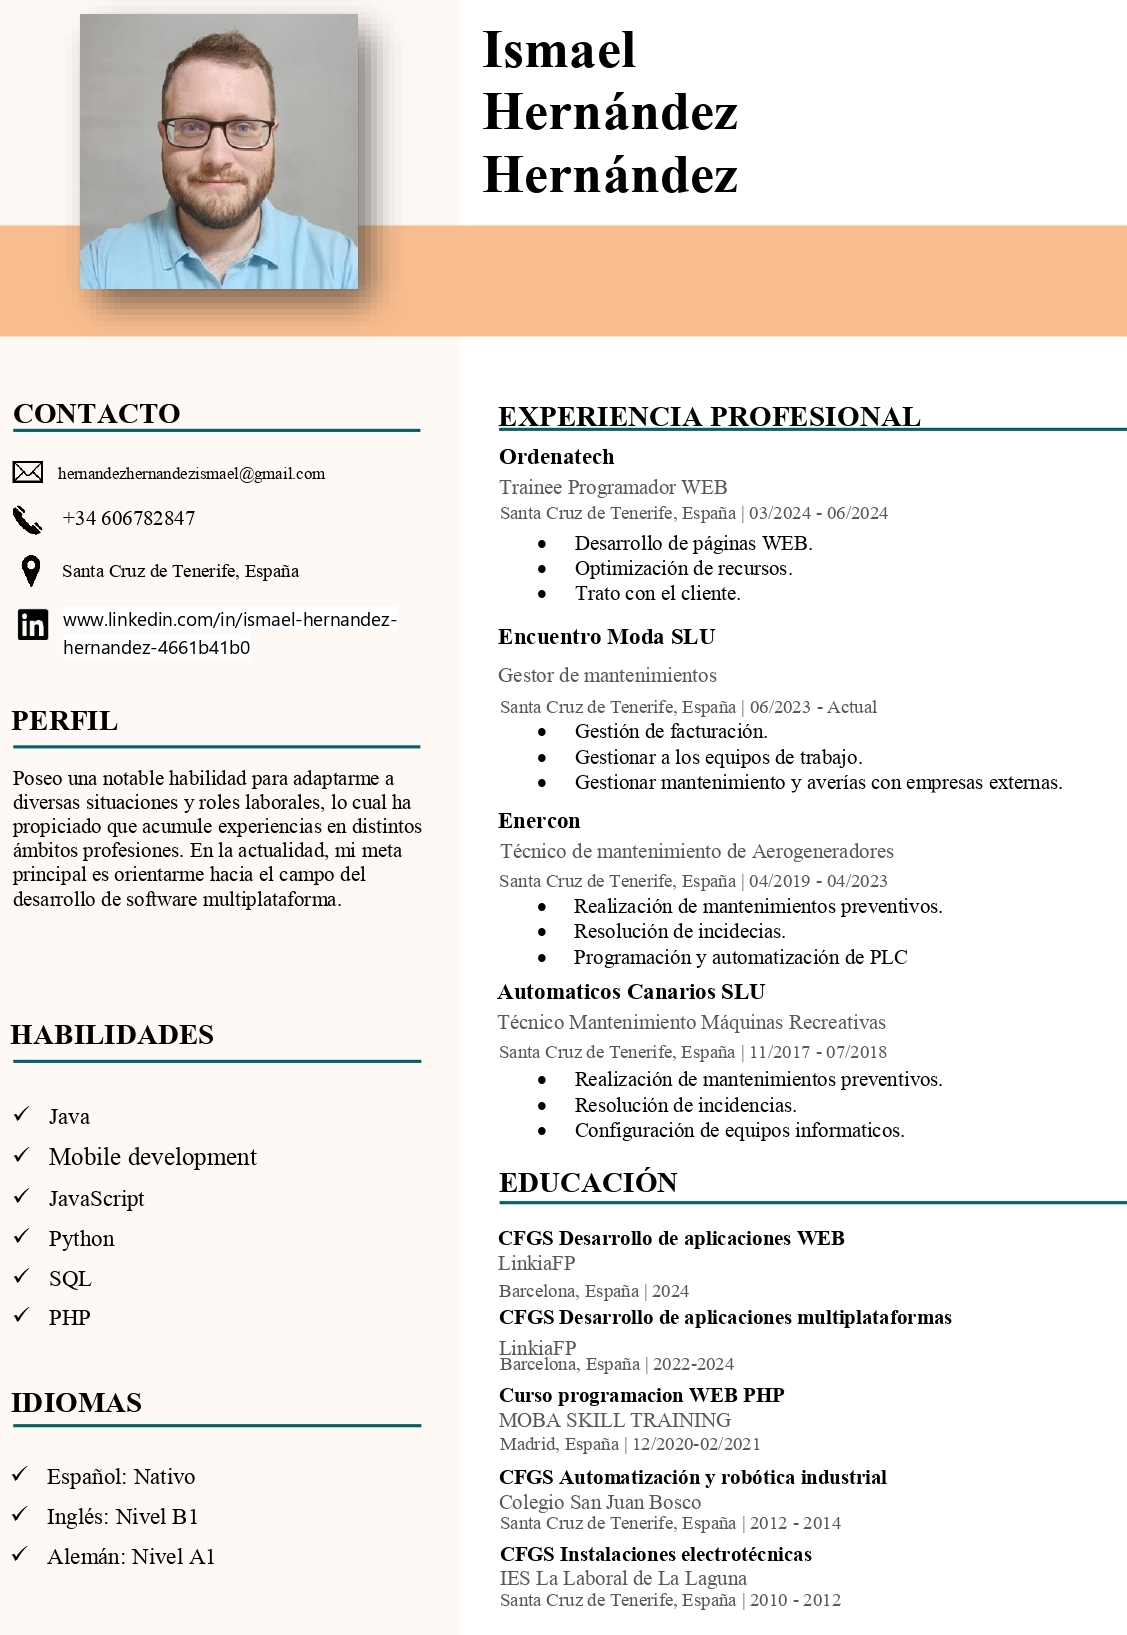 Ismael
Hernández
Hernández
CONTACTO
hernandezhernandezismael@gmail.com
+34 606782847
Santa Cruz de Tenerife, España
www.linkedin.com/in/ismael-hernandez-
hernandez-4661b41b0
PERFIL
Poseo una notable habilidad para adaptarme a
diversas situaciones y roles laborales, lo cual ha
propiciado que acumule experiencias en distintos
ámbitos profesiones. En la actualidad, mi meta
principal es orientarme hacia el campo del
desarrollo de software multiplataforma.
HABILIDADES
✓ Java
✓ Mobile development
✓ JavaScript
✓ Python
✓ SQL
✓ PHP
IDIOMAS
✓ Español: Nativo
✓ Inglés: Nivel B1
✓ Alemán: Nivel A1
EXPERIENCIA PROFESIONAL
Ordenatech
Trainee Programador WEB
Santa Cruz de Tenerife, España | 03/2024 - 06/2024
• Desarrollo de páginas WEB.
• Optimización de recursos.
• Trato con el cliente.
Encuentro Moda SLU
Gestor de mantenimientos
Santa Cruz de Tenerife, España | 06/2023 - Actual
• Gestión de facturación.
• Gestionar a los equipos de trabajo.
• Gestionar mantenimiento y averías con empresas externas.
Enercon
Técnico de mantenimiento de Aerogeneradores
Santa Cruz de Tenerife, España | 04/2019 - 04/2023
• Realización de mantenimientos preventivos.
• Resolución de incidecias.
• Programación y automatización de PLC
Automaticos Canarios SLU
Técnico Mantenimiento Máquinas Recreativas
Santa Cruz de Tenerife, España | 11/2017 - 07/2018
• Realización de mantenimientos preventivos.
• Resolución de incidencias.
• Configuración de equipos informaticos.
EDUCACIÓN
CFGS Desarrollo de aplicaciones WEB
LinkiaFP
Barcelona, España | 2024
CFGS Desarrollo de aplicaciones multiplataformas
LinkiaFP
Barcelona, España | 2022-2024
Curso programacion WEB PHP
MOBA SKILL TRAINING
Madrid, España | 12/2020-02/2021
CFGS Automatización y robótica industrial
Colegio San Juan Bosco
Santa Cruz de Tenerife, España | 2012 - 2014
CFGS Instalaciones electrotécnicas
IES La Laboral de La Laguna
Santa Cruz de Tenerife, España | 2010 - 2012